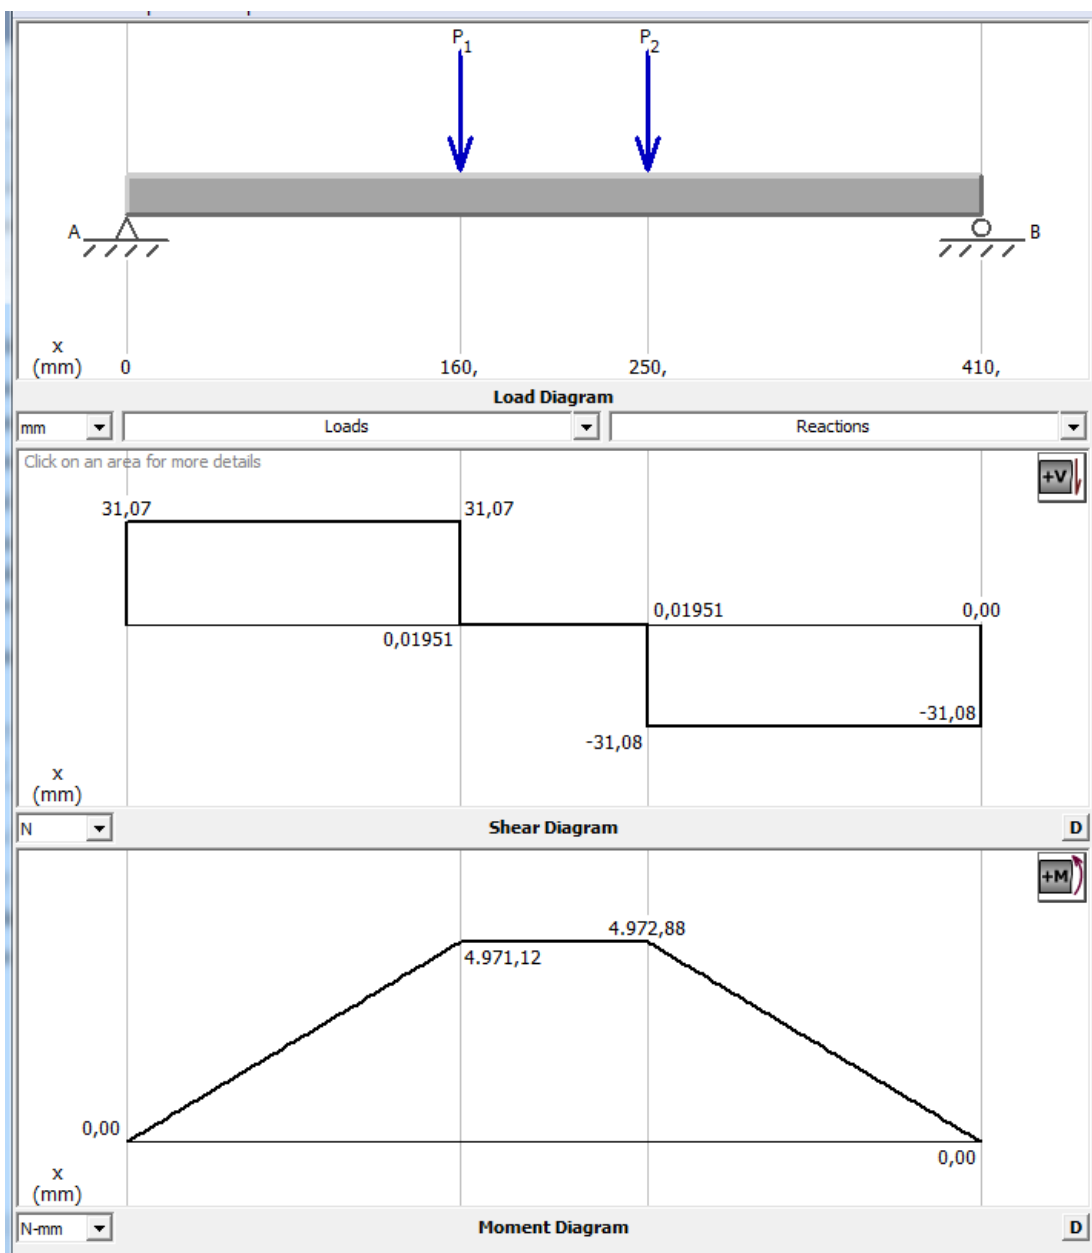 P1 P2
A B
x
(mm) 0 160, 250, 410,
Load Diagram
mm Loads Reactions
Click on an area for more details
+V
31,07 31,07
0,01951 0,00
0,01951
-31,08
-31,08
x
(mm)
N Shear Diagram D
+M
4.972,88
4.971,12
0,00
0,00
x
(mm)
N-mm Moment Diagram D